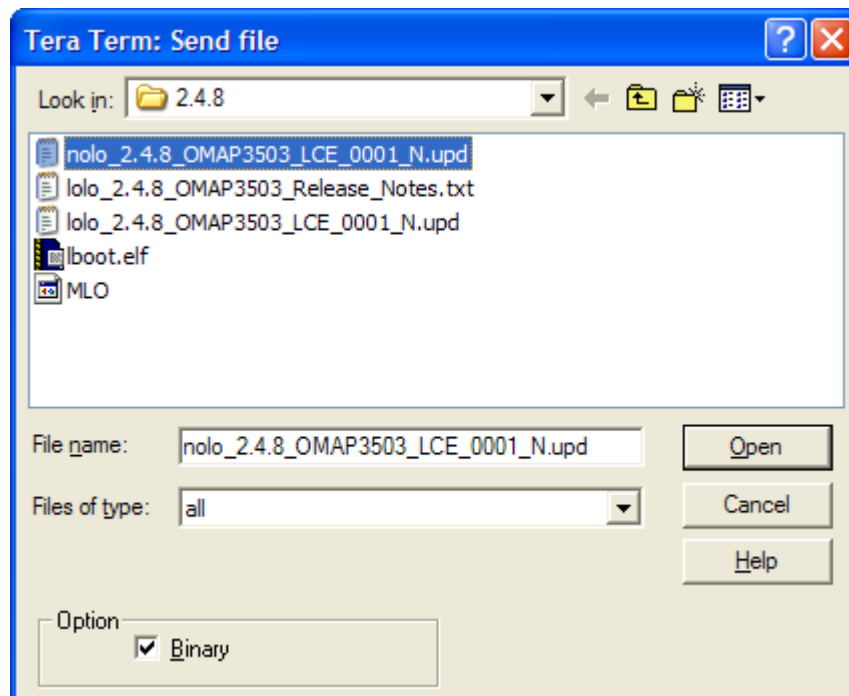 Tera Term: Send file
Look in: 2.4.8
nolo_2.4.8_OMAP3503_LCE_0001_N.upd
lolo_2.4.8_OMAP3503_Release_Notes.txt
lolo_2.4.8_OMAP3503_LCE_0001_N.upd
lboot.elf
MLO
File name: nolo_2.4.8_OMAP3503_LCE_0001_N.upd Open
Files of type: all Cancel
Help
Option
Binary